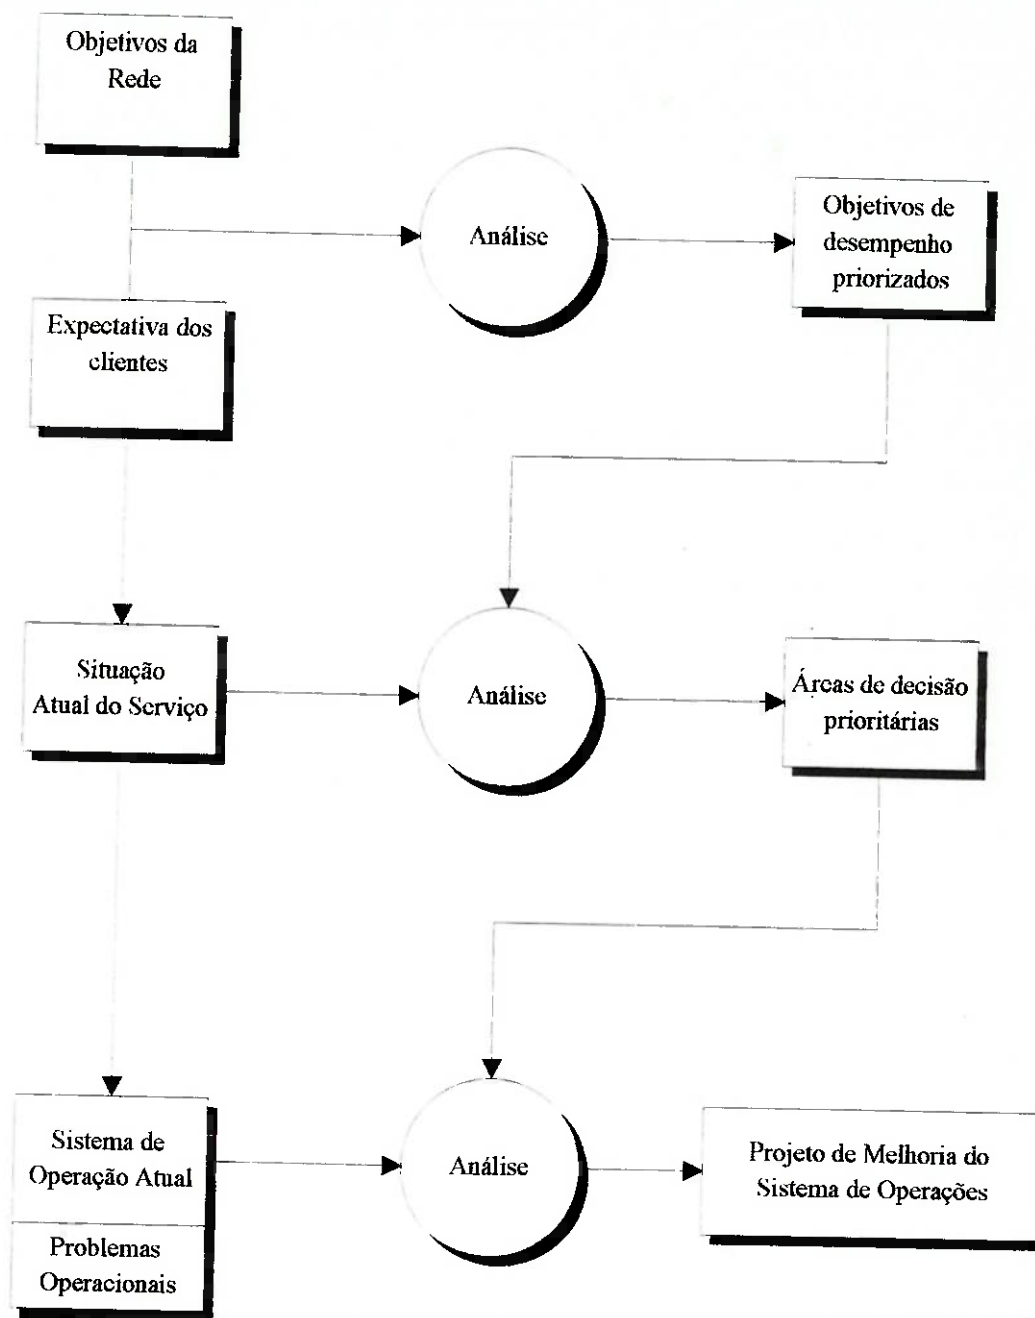 Objetivos da
Rede
Análise
Objetivos de
desempenho
priorizados
Expectativa dos
clientes
Situação
Atual do Serviço
Análise
Áreas de decisão
prioritárias
Sistema de
Operação Atual
Análise
Projeto de Melhoria do
Sistema de Operações
Problemas
Operacionais